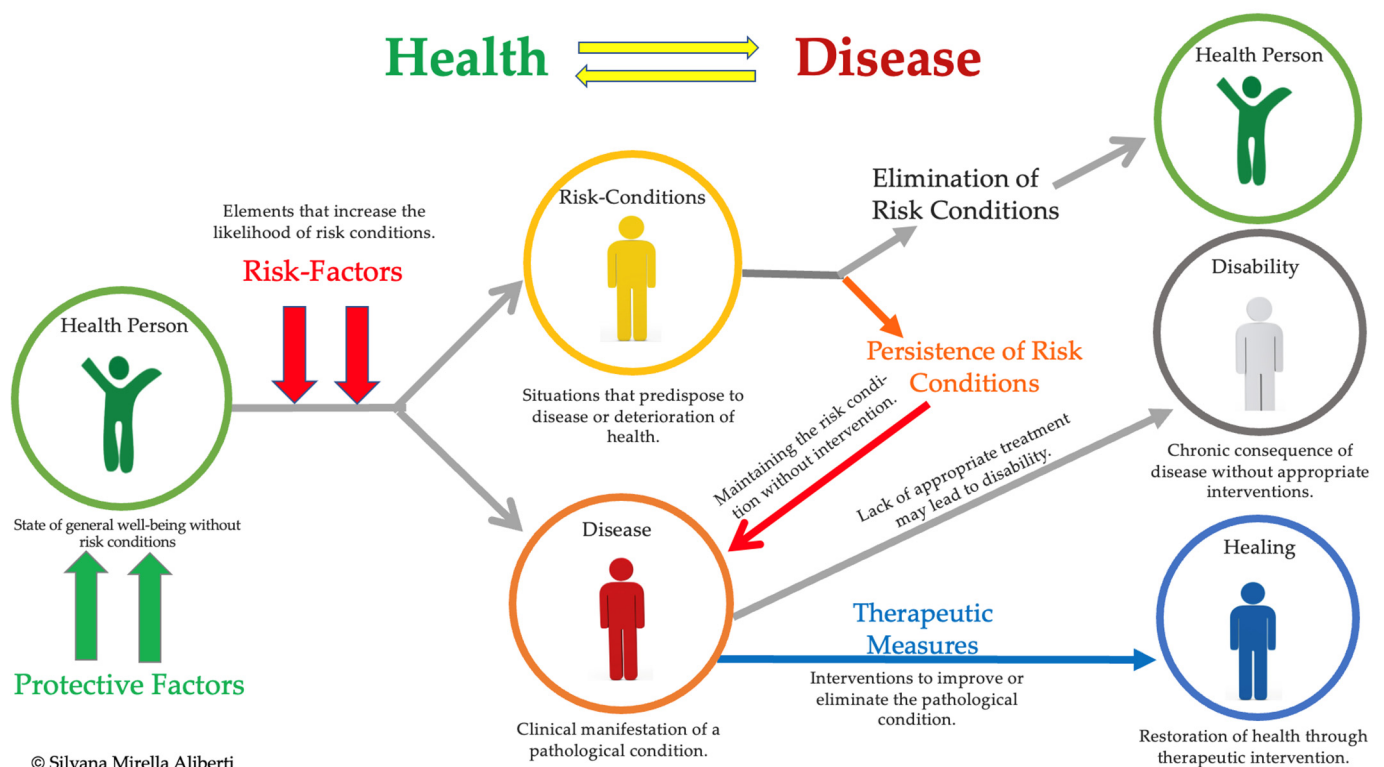 Health
Disease
Health Person
Elimination of
Risk Conditions
Risk-Conditions
Elements that increase the
likelihood of risk conditions.
Risk-Factors
Disability
Health Person
Persistence of Risk
Conditions
Situations that predispose to
disease or deterioration of
health.
Maintaining the risk condi-
tion without intervention.
Lack of appropriate treatment
may lead to disability.
Chronic consequence of
disease without appropriate
interventions.
State of general well-being without
risk conditions
Disease
Healing
Therapeutic
Measures
Protective Factors
Interventions to improve or
eliminate the pathological
condition.
Clinical manifestation of a
pathological condition.
Restoration of health through
therapeutic intervention.
© Silvana Mirella Aliberti